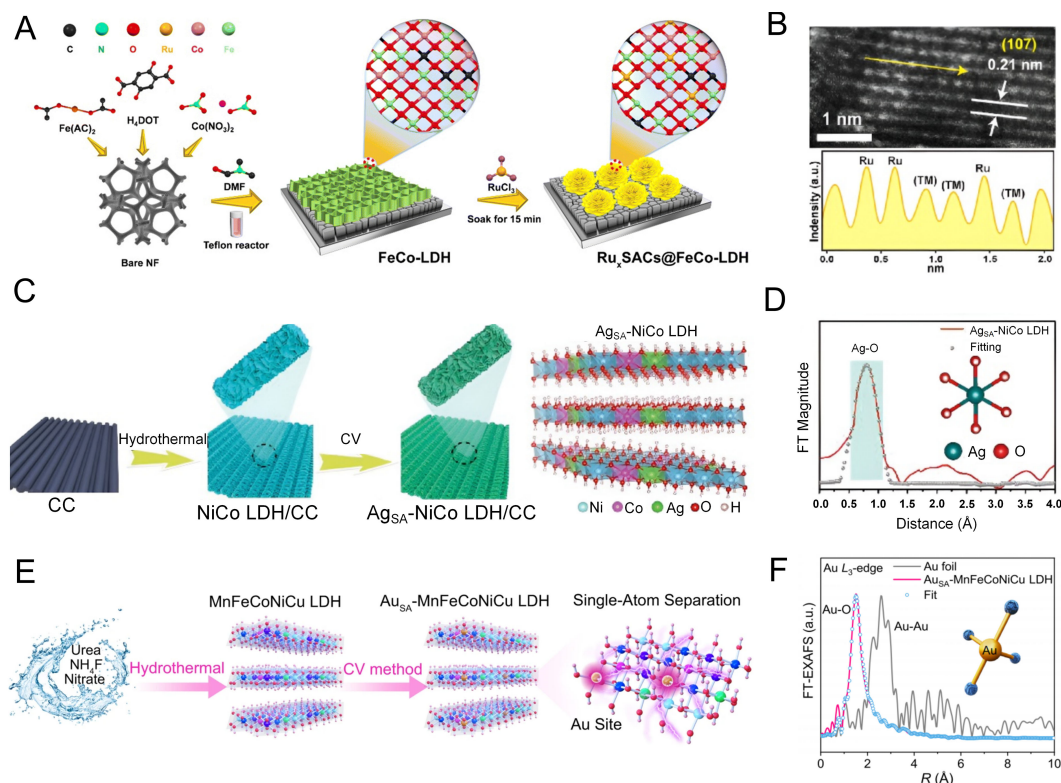 A
C N O Ru Co Fe
Fe(AC)2
H4DOT
Co(NO3)2
Bare NF
DMF
Teflon reactor
FeCo-LDH
RuCl3
Soak for 15 min
RuxSACs@FeCo-LDH
B
(107)
0.21 nm
1 nm
Indensity (a.u.)
Ru
Ru
(TM)
(TM)
Ru
(TM)
0.0 0.5 1.0 1.5 2.0
nm
C
CC
Hydrothermal
NiCo LDH/CC
CV
AgSA-NiCo LDH/CC
AgSA-NiCo LDH
Ni Co Ag O H
D
FT Magnitude
AgSA-NiCo LDH
Fitting
Ag-O
Ag O
0.0 0.5 1.0 1.5 2.0 2.5 3.0 3.5 4.0
Distance (Å)
E
Urea
NH4F
Nitrate
Hydrothermal
MnFeCoNiCu LDH
CV method
AuSA-MnFeCoNiCu LDH
Single-Atom Separation
Au Site
F
FT-EXAFS (a.u.)
Au L3-edge
Au foil
AuSA-MnFeCoNiCu LDH
Fit
Au-O
Au-Au
Au
0 2 4 6 8 10
R (Å)